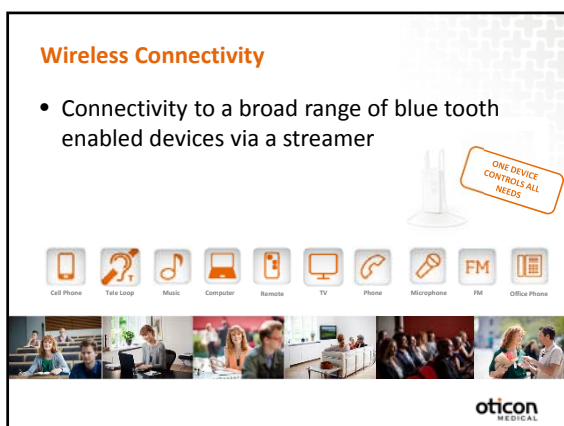 Wireless Connectivity
• Connectivity to a broad range of blue tooth
enabled devices via a streamer
ONE DEVICE
CONTROLS ALL
NEEDS
T
FM
Cell Phone Tele Loop Music Computer Remote TV Phone Microphone FM Office Phone
oticon
MEDICAL